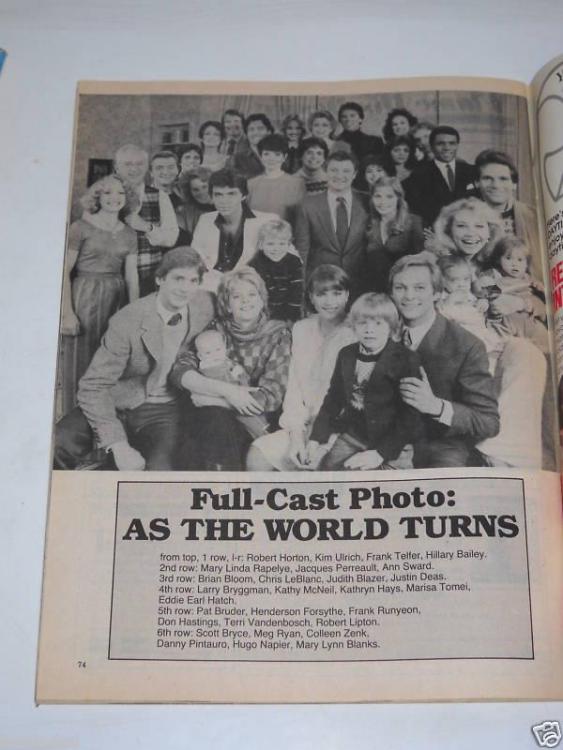 Full-Cast Photo:
AS THE WORLD TURNS
from top, 1 row, l-r: Robert Horton, Kim Ulrich, Frank Telfer, Hillary Bailey.
2nd row: Mary Linda Rapelye, Jacques Perreault, Ann Sward.
3rd row: Brian Bloom, Chris LeBlanc, Judith Blazer, Justin Deas.
4th row: Larry Bryggman, Kathy McNeil, Kathryn Hays, Marisa Tomei,
Eddie Earl Hatch.
5th row: Pat Bruder, Henderson Forsythe, Frank Runyeon,
Don Hastings, Terri Vandenbosch, Robert Lipton.
6th row: Scott Bryce, Meg Ryan, Colleen Zenk,
Danny Pintauro, Hugo Napier, Mary Lynn Blanks.
74